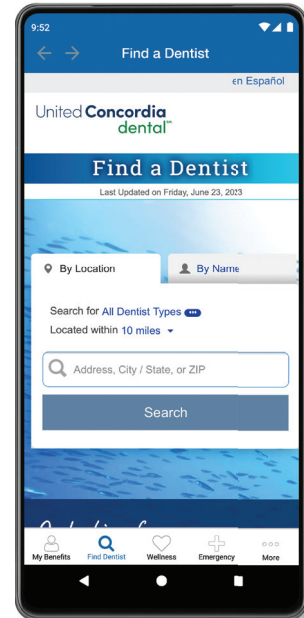 9:52
Find a Dentist
en Español
United Concordia
dental℠
Find a Dentist
Last Updated on Friday, June 23, 2023
By Location
By Name
Search for All Dentist Types
Located within 10 miles
Address, City / State, or ZIP
Search
My Benefits
Find Dentist
Wellness
Emergency
More